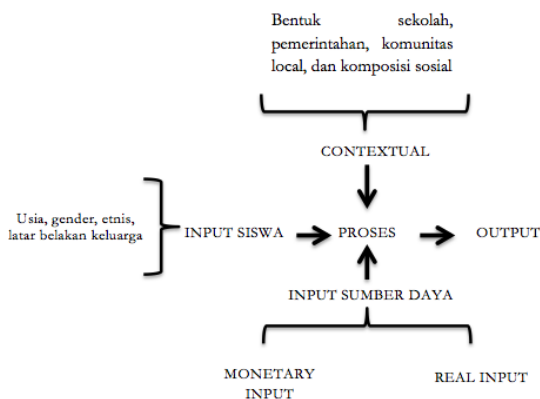 Bentuk sekolah,
pemerintahan, komunitas
local, dan komposisi sosial
CONTEXTUAL
Usia, gender, etnis,
latar belakan keluarga
INPUT SISWA
PROSES
OUTPUT
INPUT SUMBER DAYA
MONETARY
INPUT
REAL INPUT